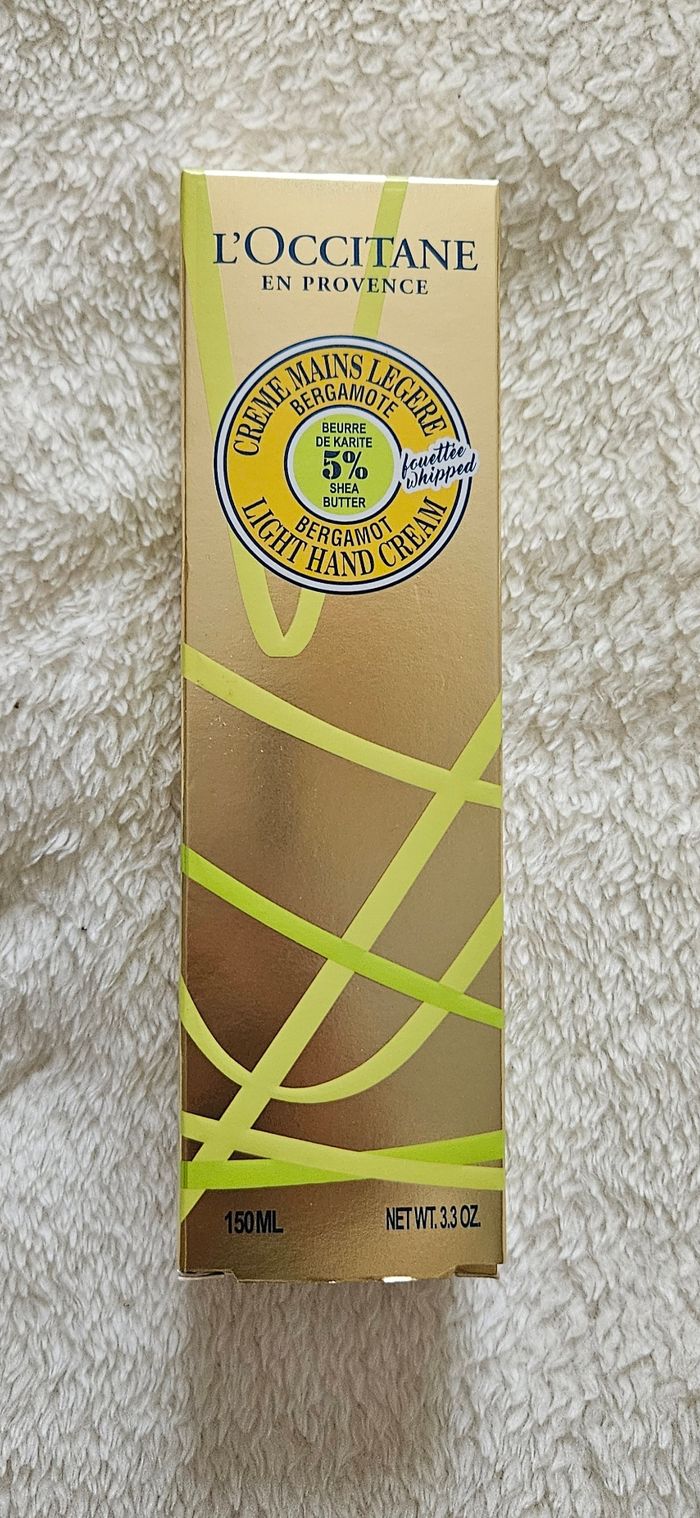 L'OCCITANE
EN PROVENCE
CREME MAINS LEGERE
BERGAMOTE
BEURRE
DE KARITE
5%
SHEA
BUTTER
fouettée
whipped
BERGAMOT
LIGHT HAND CREAM
150ML
NET WT. 3.3 OZ.